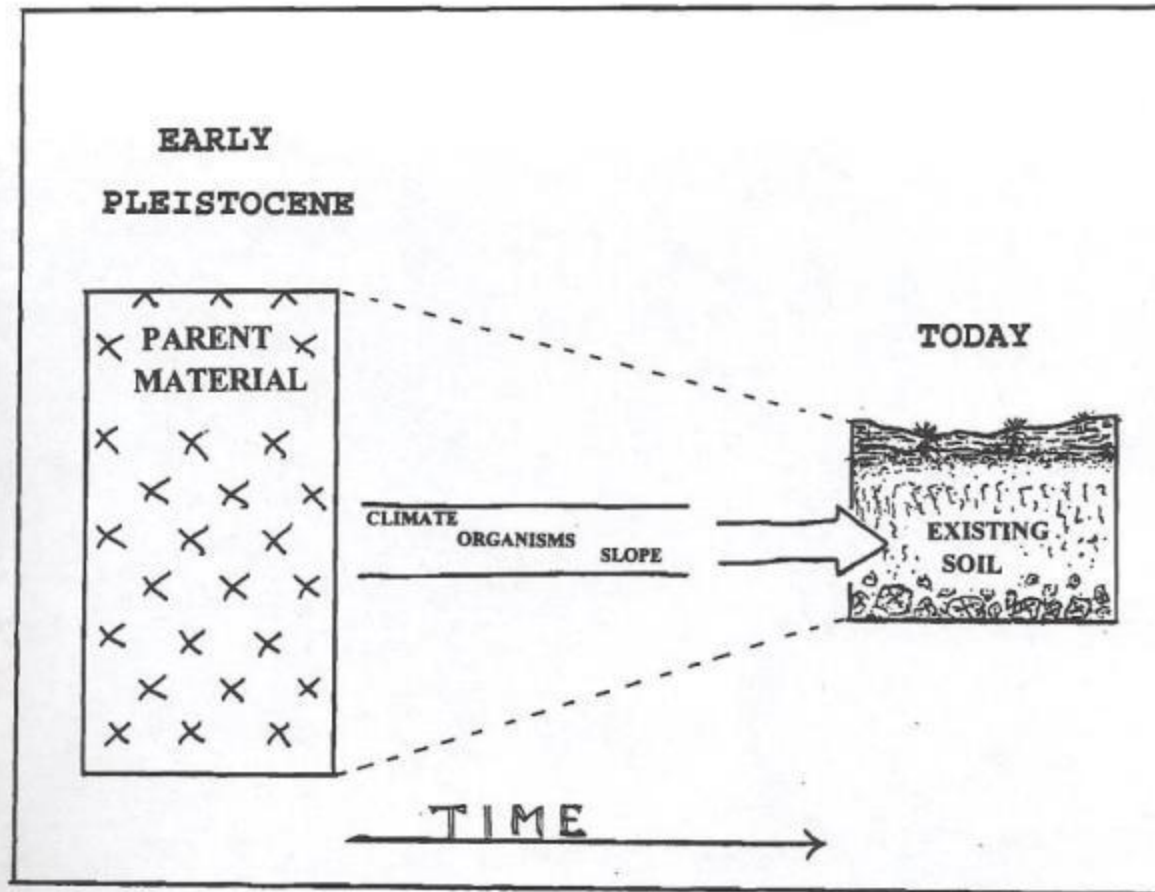 EARLY
PLEISTOCENE
PARENT
MATERIAL
TODAY
CLIMATE
ORGANISMS
SLOPE
EXISTING
SOIL
TIME